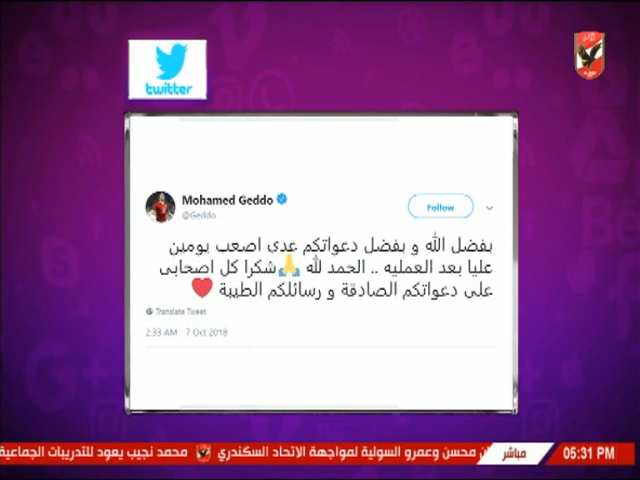 twitter
Mohamed Geddo
@Geddo
Follow
بفضل الله و بفضل دعواتكم عدى اصعب يومين
عليا بعد العمليه .. الحمد لله 🙏شكرا كل اصحابى
على دعواتكم الصادقة و رسائلكم الطيبة ❤️
Translate Tweet
2:33 AM - 7 Oct 2018
05:31 PM
مباشر
محسن وعمرو السولية لمواجهة الاتحاد السكندري
محمد نجيب يعود للتدريبات الجماعية